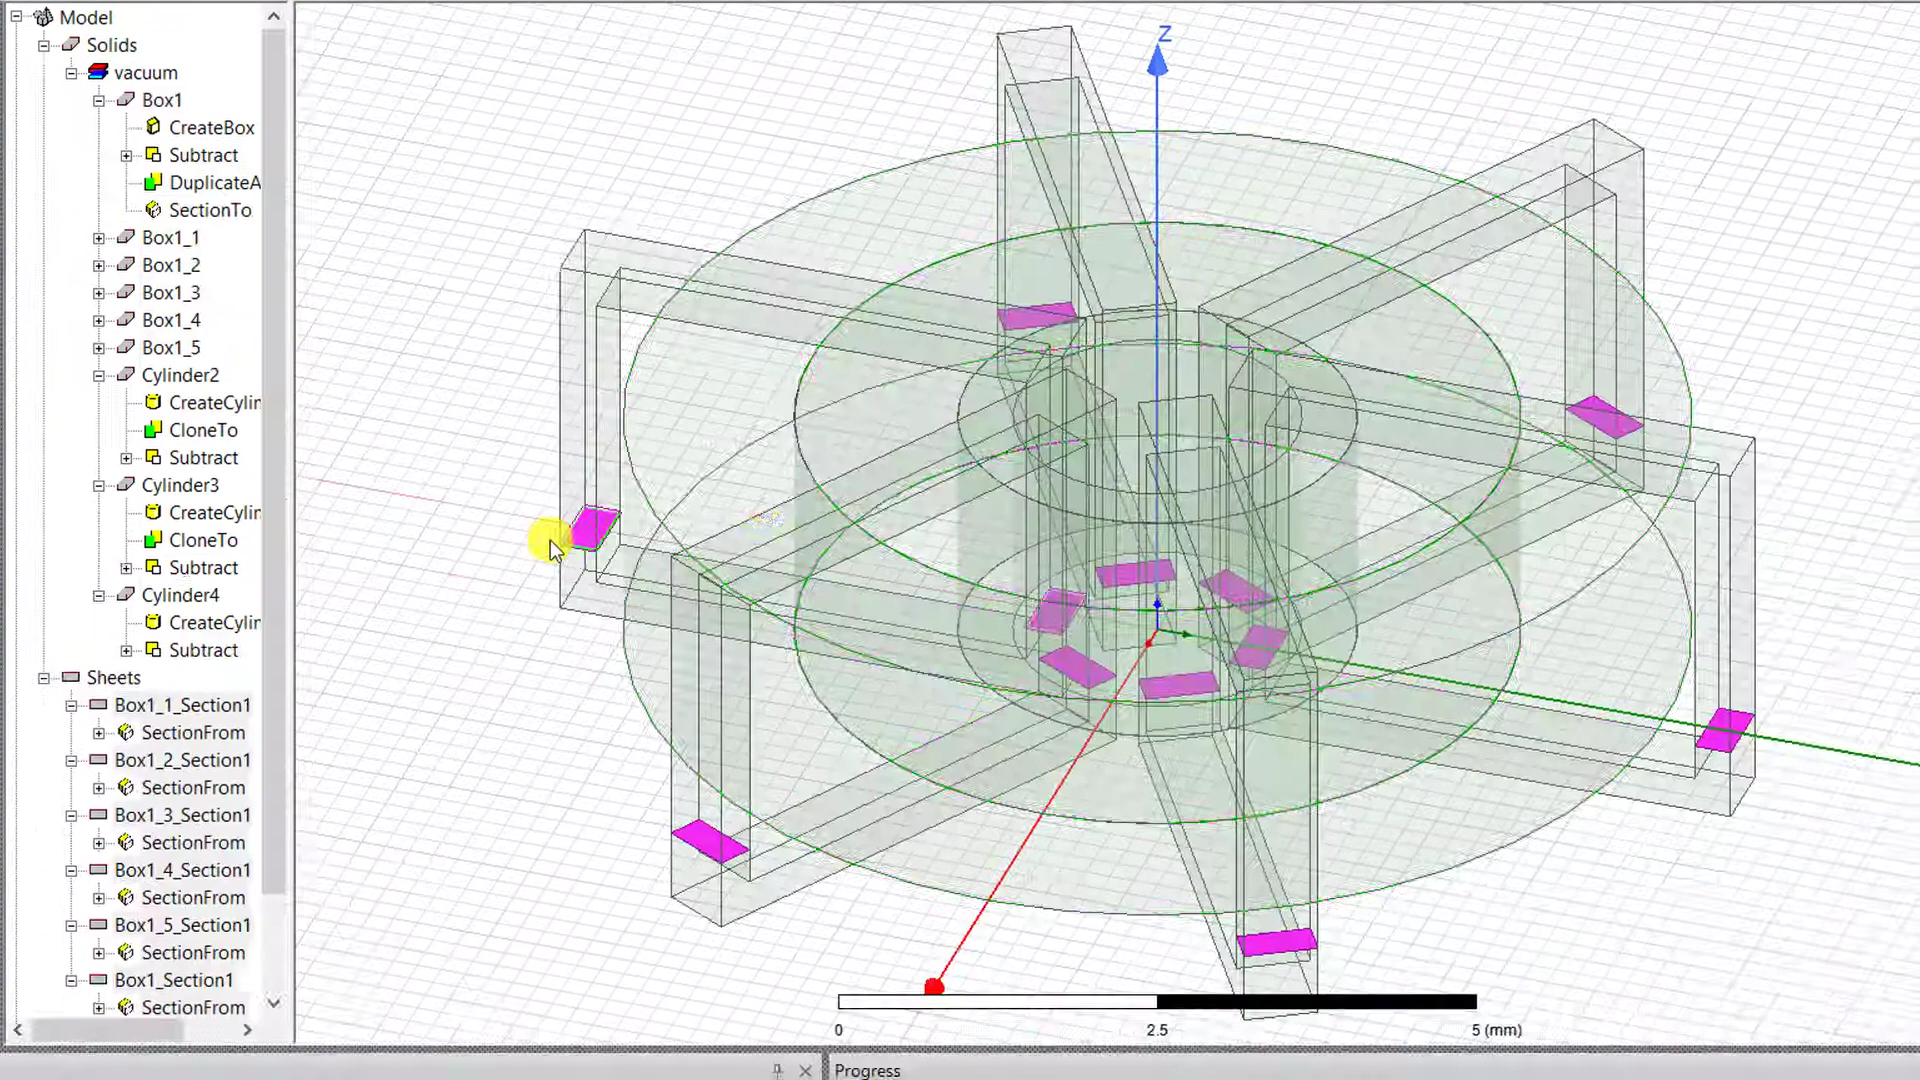 Model
Solids
vacuum
Box1
CreateBox
Subtract
DuplicateA
SectionTo
Box1_1
Box1_2
Box1_3
Box1_4
Box1_5
Cylinder2
CreateCylin
CloneTo
Subtract
Cylinder3
CreateCylin
CloneTo
Subtract
Cylinder4
CreateCylin
Subtract
Sheets
Box1_1_Section1
SectionFrom
Box1_2_Section1
SectionFrom
Box1_3_Section1
SectionFrom
Box1_4_Section1
SectionFrom
Box1_5_Section1
SectionFrom
Box1_Section1
SectionFrom
Z
0 2.5 5 (mm)
Progress